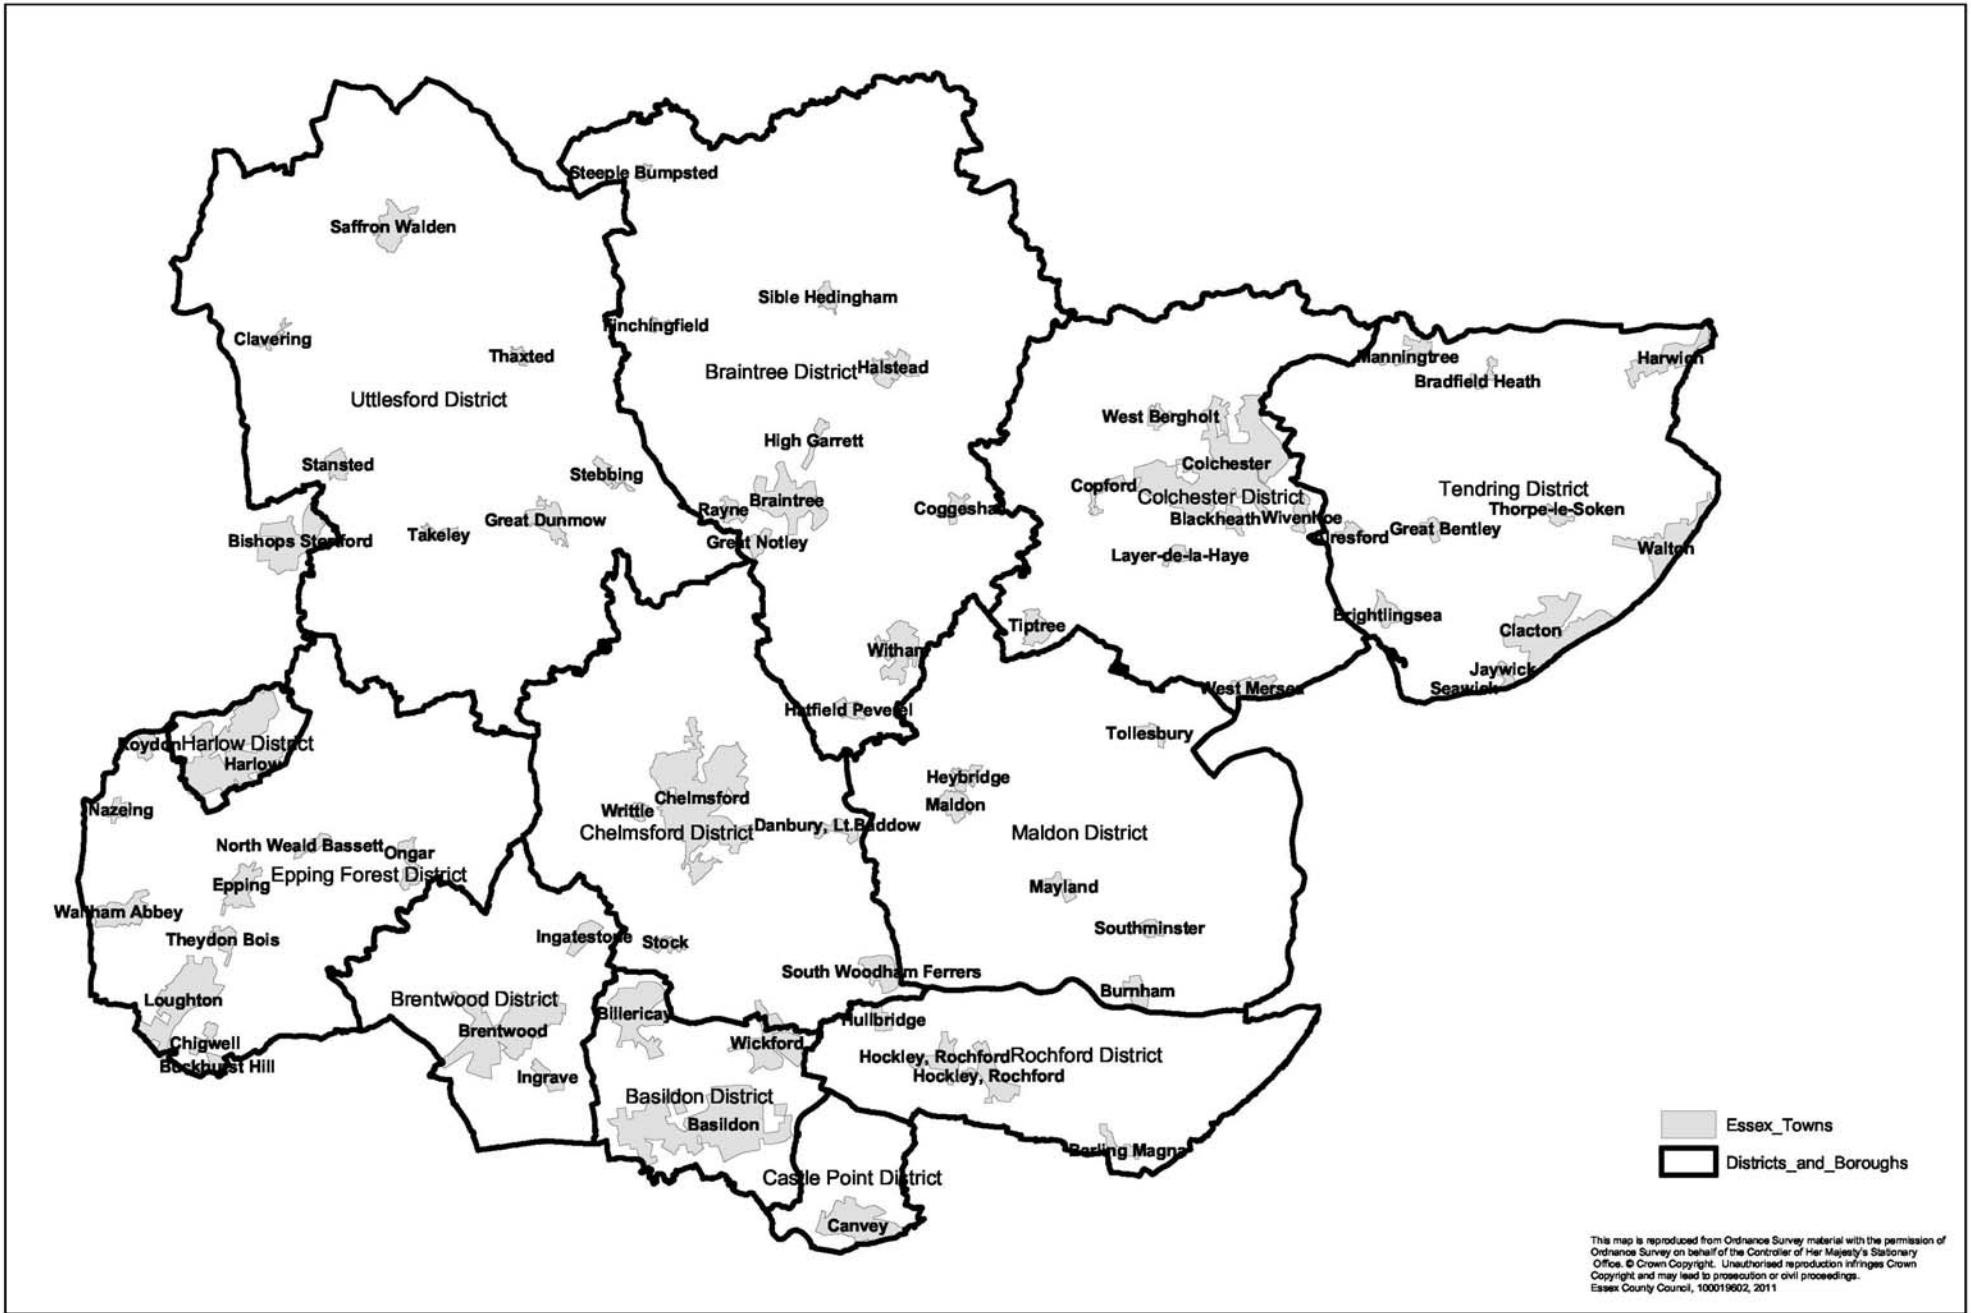 Steeple Bumpsted
Saffron Walden
Sible Hedingham
Finchingfield
Clavering
Thaxted
Manningtree
Harwich
Braintree District
Halstead
Bradfield Heath
Uttlesford District
West Bergholt
High Garrett
Stansted
Colchester
Stebbing
Copford
Tendring District
Colchester District
Braintree
Rayne
Coggeshall
Thorpe-le-Soken
Great Dunmow
Blackheath
Wivenhoe
Great Bentley
Takeley
Alresford
Bishops Stortford
Great Notley
Walton
Layer-de-la-Haye
Brightlingsea
Tiptree
Clacton
Witham
Jaywick
West Mersea
Seawick
Hatfield Peverel
Tollesbury
Roydon
Harlow District
Harlow
Heybridge
Chelmsford
Maldon
Nazeing
Writtle
Danbury, Lt.Baddow
Chelmsford District
Maldon District
North Weald Bassett
Ongar
Epping Forest District
Epping
Mayland
Waltham Abbey
Southminster
Ingatestone
Theydon Bois
Stock
South Woodham Ferrers
Burnham
Brentwood District
Loughton
Billericay
Hullbridge
Brentwood
Chigwell
Wickford
Hockley, Rochford
Rochford District
Buckhurst Hill
Hockley, Rochford
Ingrave
Basildon District
Basildon
Essex_Towns
Barling Magna
Districts_and_Boroughs
Castle Point District
Canvey
This map is reproduced from Ordnance Survey material with the permission of
Ordnance Survey on behalf of the Controller of Her Majesty's Stationary
Office. © Crown Copyright. Unauthorised reproduction infringes Crown
Copyright and may lead to prosecution or civil proceedings.
Essex County Council, 100019602, 2011